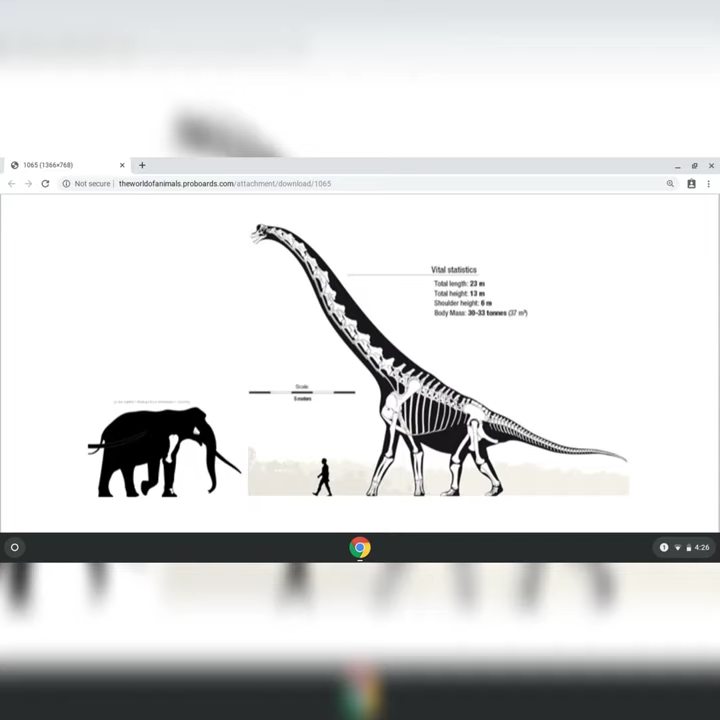 1065 (1366×768)
Not secure | theworldofanimals.proboards.com/attachment/download/1065
Vital statistics
Total length: 23 m
Total height: 13 m
Shoulder height: 6 m
Body Mass: 30-33 tonnes (37 m³)
Scale
5 meters
1
4:26